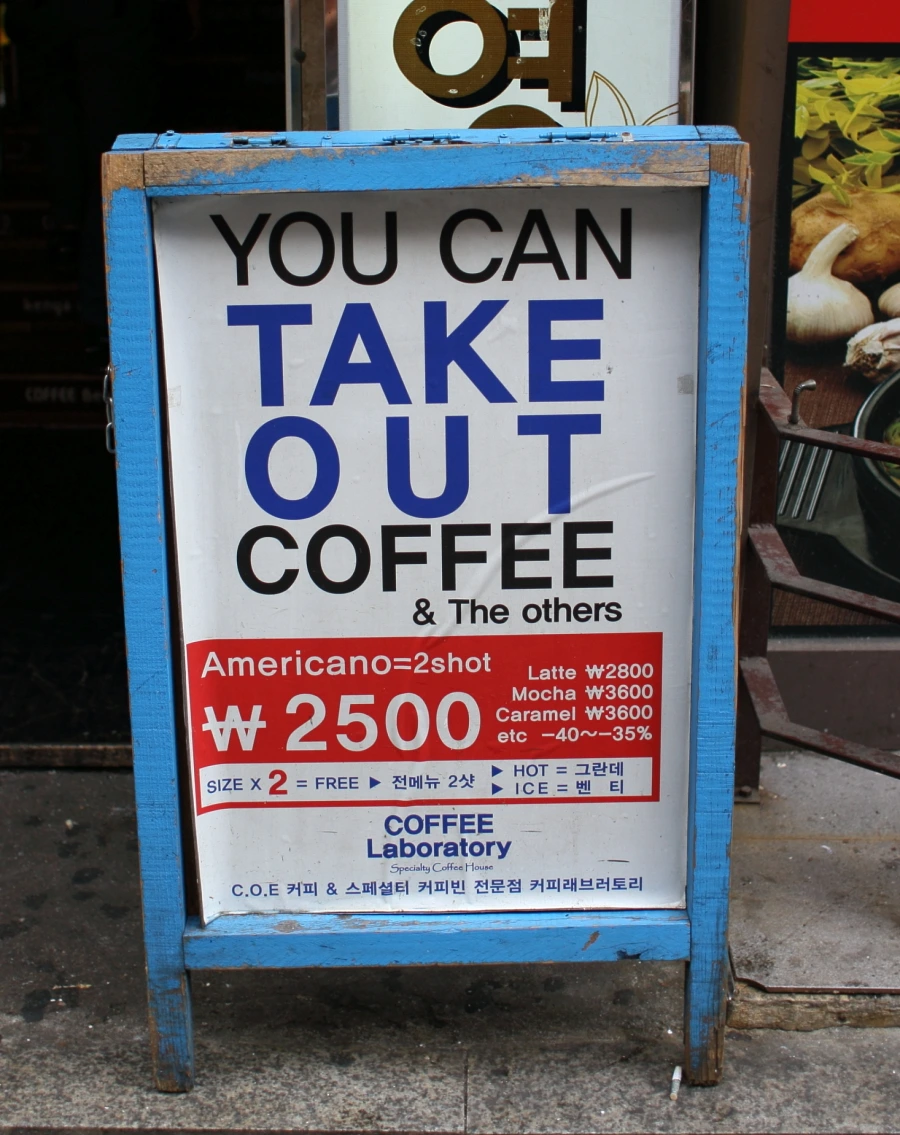 여
YOU CAN
TAKE
OUT
COFFEE
& The others
Americano=2shot
₩ 2500
Latte ₩2800
Mocha ₩3600
Caramel ₩3600
etc –40~–35%
SIZE X 2 = FREE ▶ 전메뉴 2샷
▶ HOT = 그란데
▶ ICE = 벤 티
COFFEE
Laboratory
Specialty Coffee House
C.O.E 커피 & 스페셜티 커피빈 전문점 커피래브러토리
kenya
COFFEE